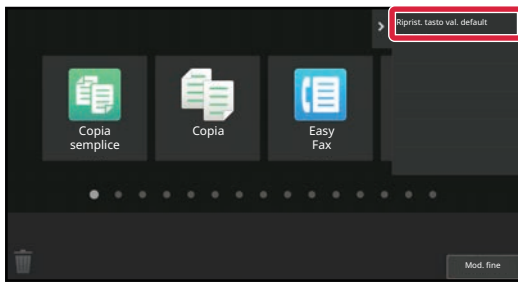 Riprist. tasto val. default
Copia
semplice
Copia
Easy
Fax
Mod. fine